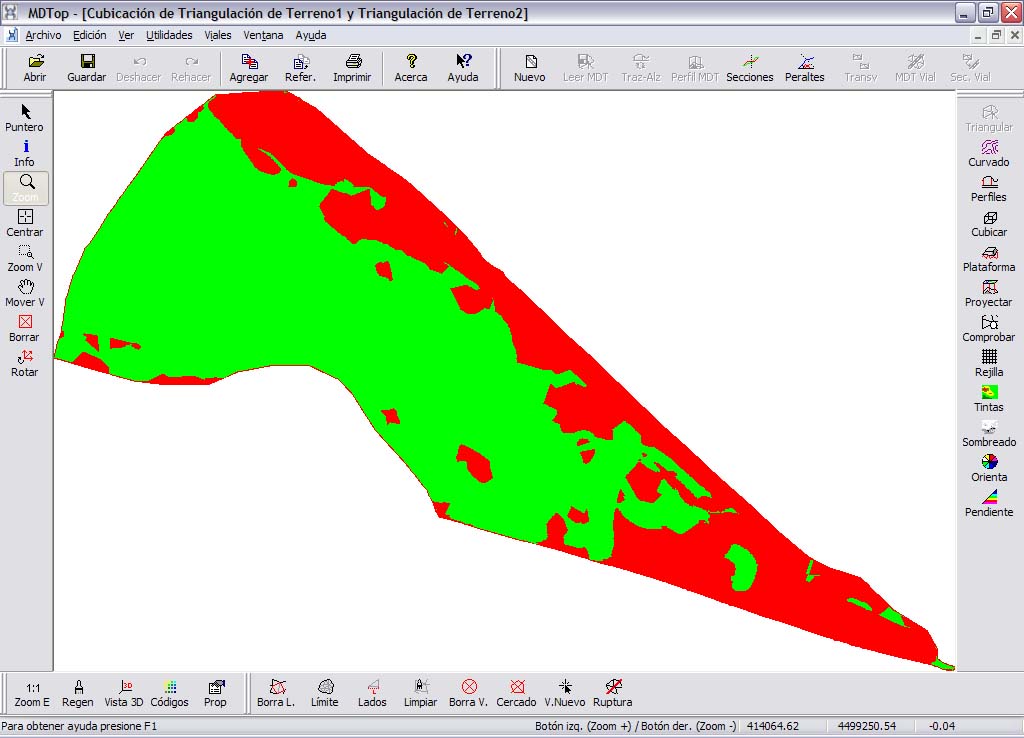 MDTop - [Cubicación de Triangulación de Terreno1 y Triangulación de Terreno2]
Archivo Edición Ver Utilidades Viales Ventana Ayuda
Abrir Guardar Deshacer Rehacer Agregar Refer. Imprimir Acerca Ayuda Nuevo Leer MDT Traz-Alz Perfil MDT Secciones Peraltes Transv MDT Vial Sec. Vial
Puntero
Info
Zoom
Centrar
Zoom V
Mover V
Borrar
Rotar
Triangular
Curvado
Perfiles
Cubicar
Plataforma
Proyectar
Comprobar
Rejilla
Tintas
Sombreado
Orienta
Pendiente
1:1 3D
Zoom E Regen Vista 3D Códigos Prop Borra L. Límite Lados Limpiar Borra V. Cercado V.Nuevo Ruptura
Para obtener ayuda presione F1 Botón izq. (Zoom +) / Botón der. (Zoom -) 414064.62 4499250.54 -0.04